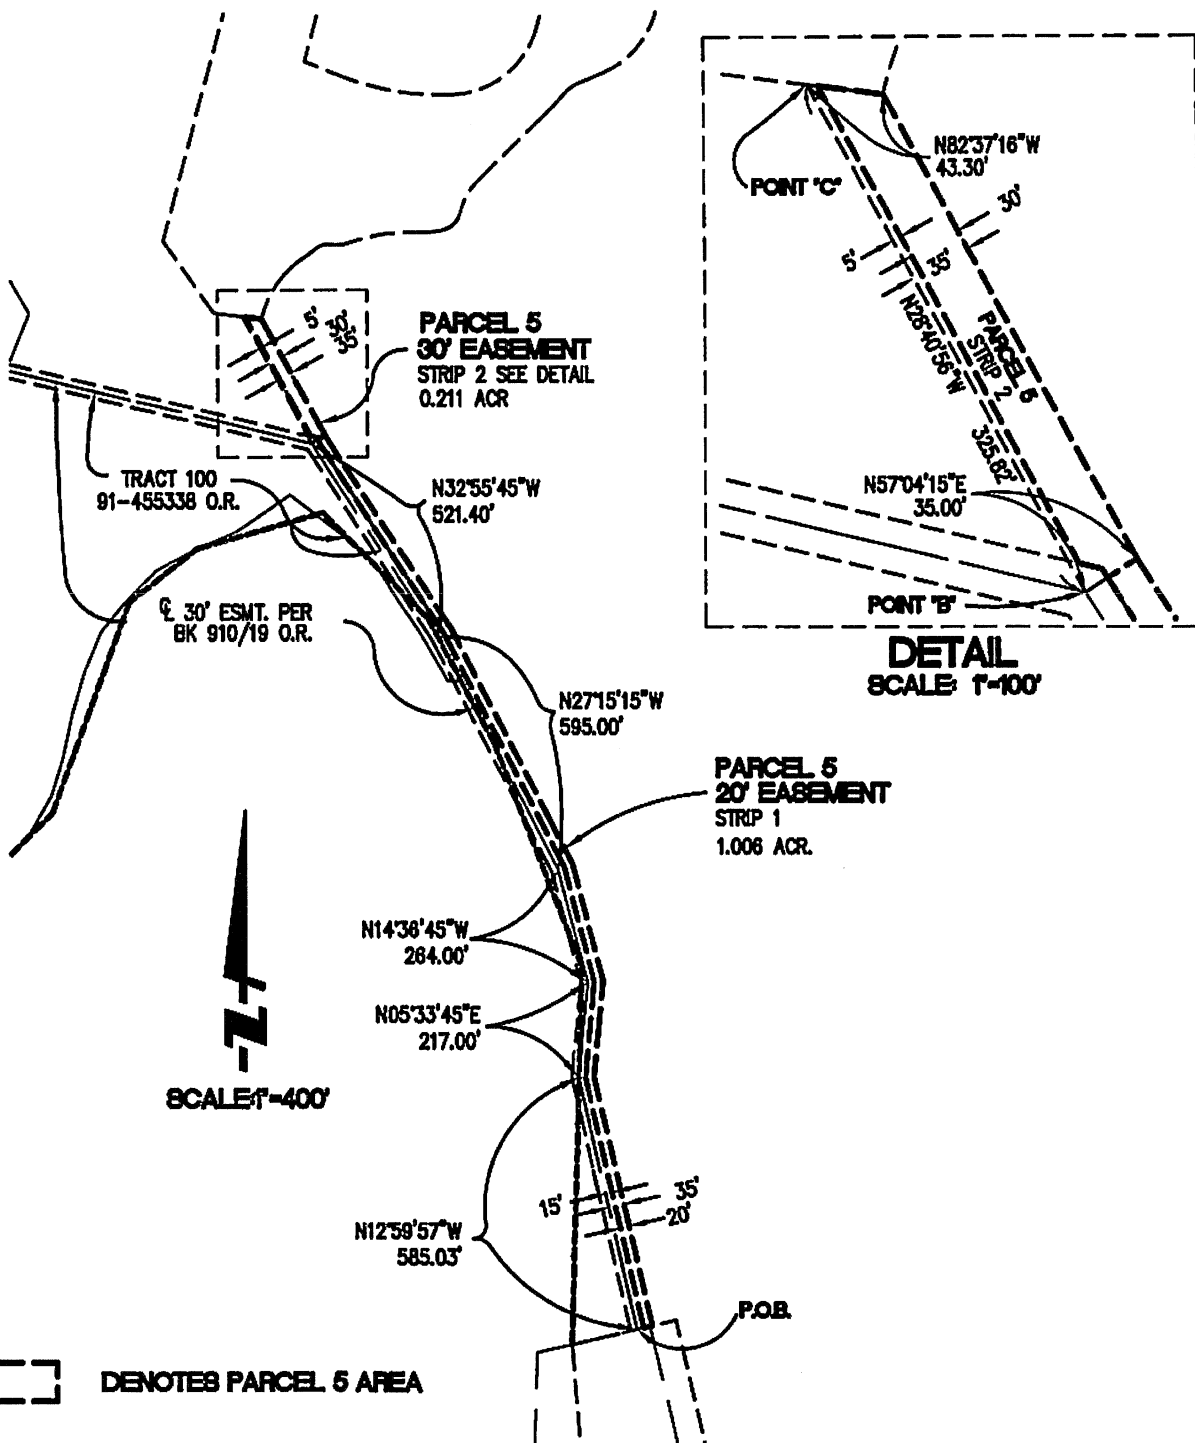 N82°37'16"W
43.30'
POINT "C"
30'
5'
35'
N28°40'56"W
325.82'
PARCEL 5
STRIP 2
N57°04'15"E
35.00'
POINT "B"
DETAIL
SCALE: 1"=100'
5'
30'
35'
PARCEL 5
30' EASEMENT
STRIP 2 SEE DETAIL
0.211 ACR
TRACT 100
91-455338 O.R.
N32°55'45"W
521.40'
℄ 30' ESMT. PER
BK 910/19 O.R.
N27°15'15"W
595.00'
PARCEL 5
20' EASEMENT
STRIP 1
1.006 ACR.
N14°36'45"W
264.00'
N05°33'45"E
217.00'
N
SCALE:1"=400'
15'
35'
20'
N12°59'57"W
585.03'
P.O.B.
DENOTES PARCEL 5 AREA